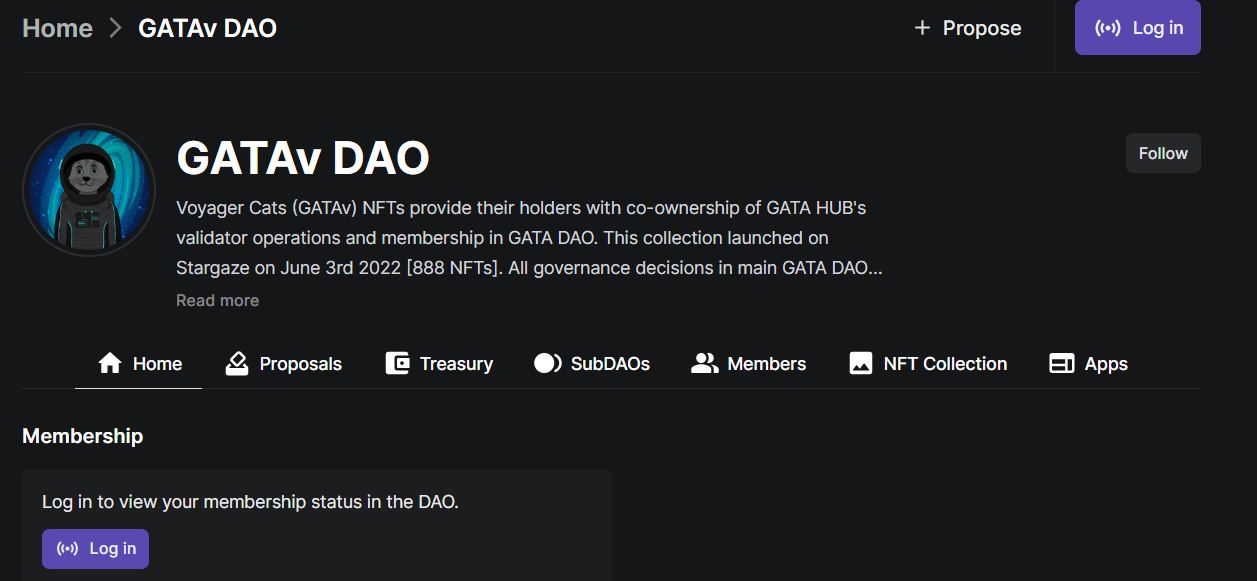 Home > GATAv DAO
+ Propose
Log in
GATAv DAO
Follow
Voyager Cats (GATAv) NFTs provide their holders with co-ownership of GATA HUB's
validator operations and membership in GATA DAO. This collection launched on
Stargaze on June 3rd 2022 [888 NFTs]. All governance decisions in main GATA DAO...
Read more
Home
Proposals
Treasury
SubDAOs
Members
NFT Collection
Apps
Membership
Log in to view your membership status in the DAO.
Log in